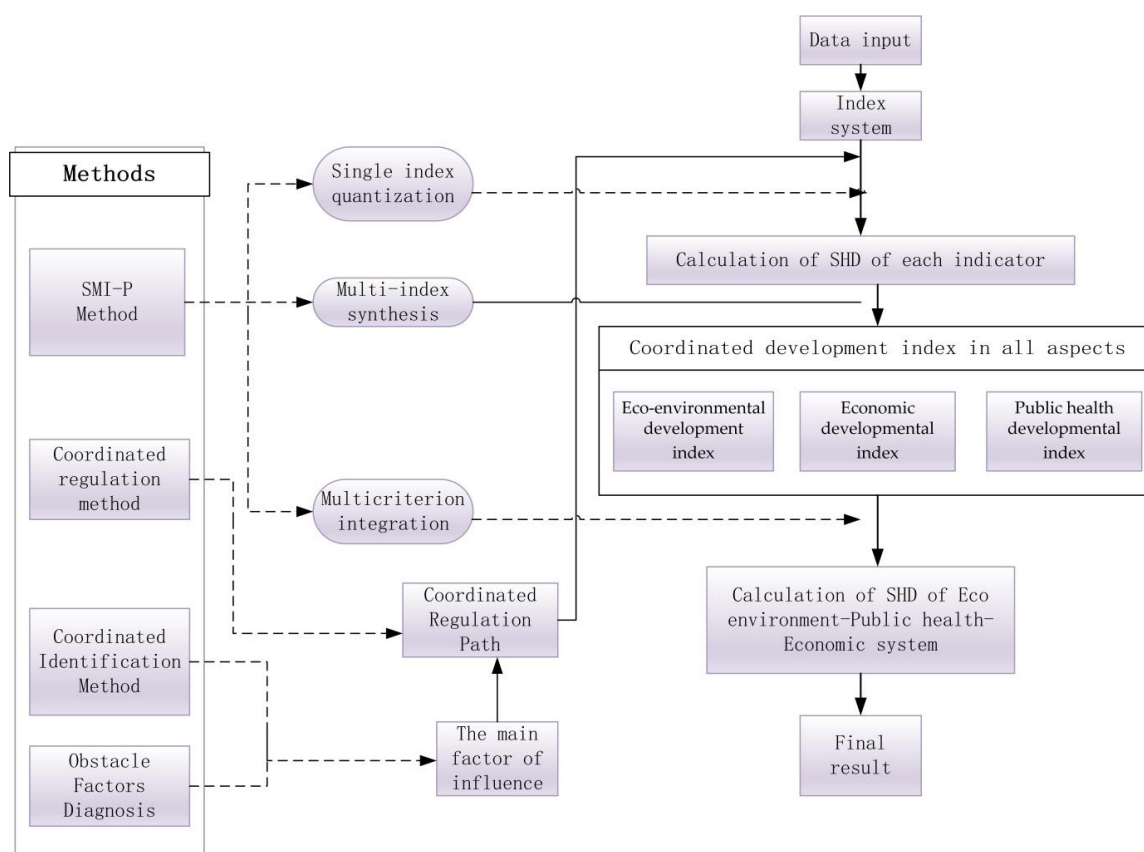 Data input
Index
system
Methods
Single index
quantization
SMI-P
Method
Multi-index
synthesis
Calculation of SHD of each indicator
Coordinated development index in all aspects
Eco-environmental
development
index
Economic
developmental
index
Public health
developmental
index
Coordinated
regulation
method
Multicriterion
integration
Coordinated
Identification
Method
Coordinated
Regulation
Path
Calculation of SHD of Eco
environment-Public health-
Economic system
Obstacle
Factors
Diagnosis
The main
factor of
influence
Final
result